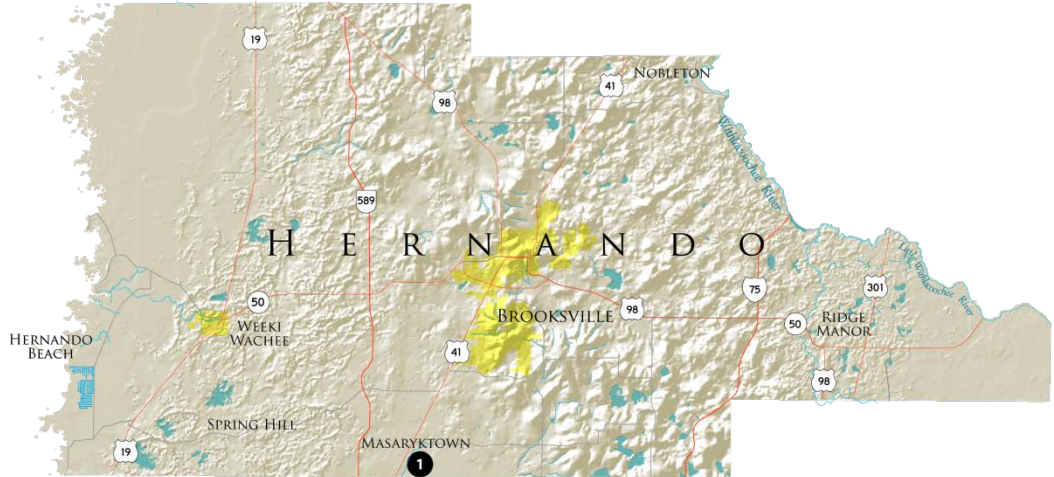 19
41
NOBLETON
98
Withlacoochee River
589
HERNANDO
Little Withlacoochee River
50
75
301
98
BROOKSVILLE
50
RIDGE
MANOR
WEEKI
WACHEE
HERNANDO
BEACH
41
98
SPRING HILL
MASARYKTOWN
19
1